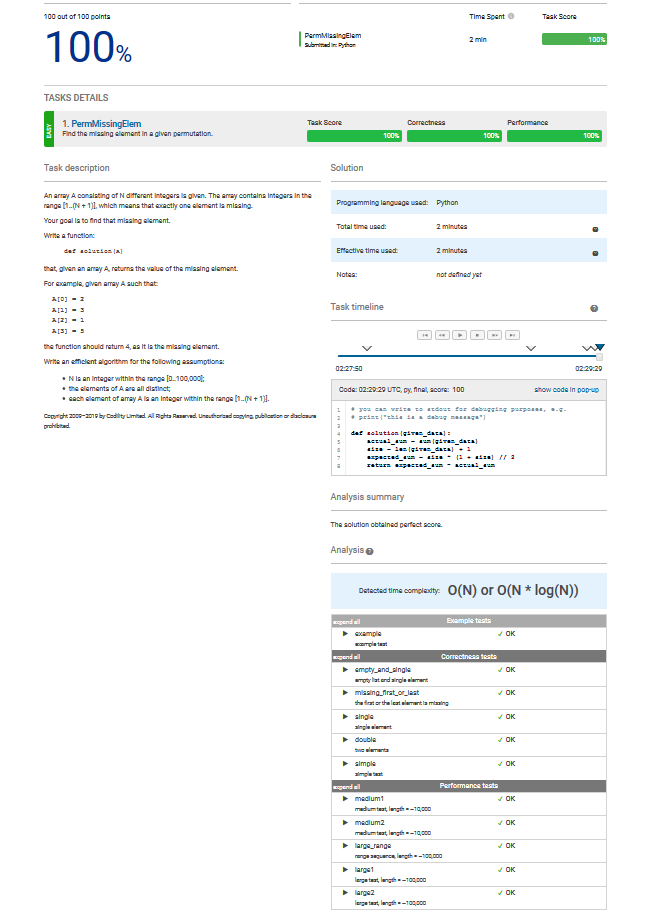 100 out of 100 points
100%
Time Spent
Task Score
PermMissingElem
Submitted in: Python
2 min
100%
TASKS DETAILS
EASY
1. PermMissingElem
Find the missing element in a given permutation.
Task Score
100%
Correctness
100%
Performance
100%
Task description
An array A consisting of N different integers is given. The array contains integers in the
range [1..(N + 1)], which means that exactly one element is missing.
Your goal is to find that missing element.
Write a function:
def solution(A)
that, given an array A, returns the value of the missing element.
For example, given array A such that:
A[0] = 2
A[1] = 3
A[2] = 1
A[3] = 5
the function should return 4, as it is the missing element.
Write an efficient algorithm for the following assumptions:
• N is an integer within the range [0..100,000];
• the elements of A are all distinct;
• each element of array A is an integer within the range [1..(N + 1)].
Copyright 2009–2019 by Codility Limited. All Rights Reserved. Unauthorized copying, publication or disclosure
prohibited.
Solution
Programming language used: Python
Total time used: 2 minutes
Effective time used: 2 minutes
Notes: not defined yet
Task timeline
02:27:50
02:29:29
Code: 02:29:29 UTC, py, final, score: 100
show code in pop-up
1 # you can write to stdout for debugging purposes, e.g.
2 # print("this is a debug message")
3
4 def solution(given_data):
5 actual_sum = sum(given_data)
6 size = len(given_data) + 1
7 expected_sum = size * (1 + size) // 2
8 return expected_sum - actual_sum
Analysis summary
The solution obtained perfect score.
Analysis
Detected time complexity: O(N) or O(N * log(N))
expand all Example tests
example ✓ OK
example test
expand all Correctness tests
empty_and_single ✓ OK
empty list and single element
missing_first_or_last ✓ OK
the first or the last element is missing
single ✓ OK
single element
double ✓ OK
two elements
simple ✓ OK
simple test
expand all Performance tests
medium1 ✓ OK
medium test, length = ~10,000
medium2 ✓ OK
medium test, length = ~10,000
large_range ✓ OK
range sequence, length = ~100,000
large1 ✓ OK
large test, length = ~100,000
large2 ✓ OK
large test, length = ~100,000